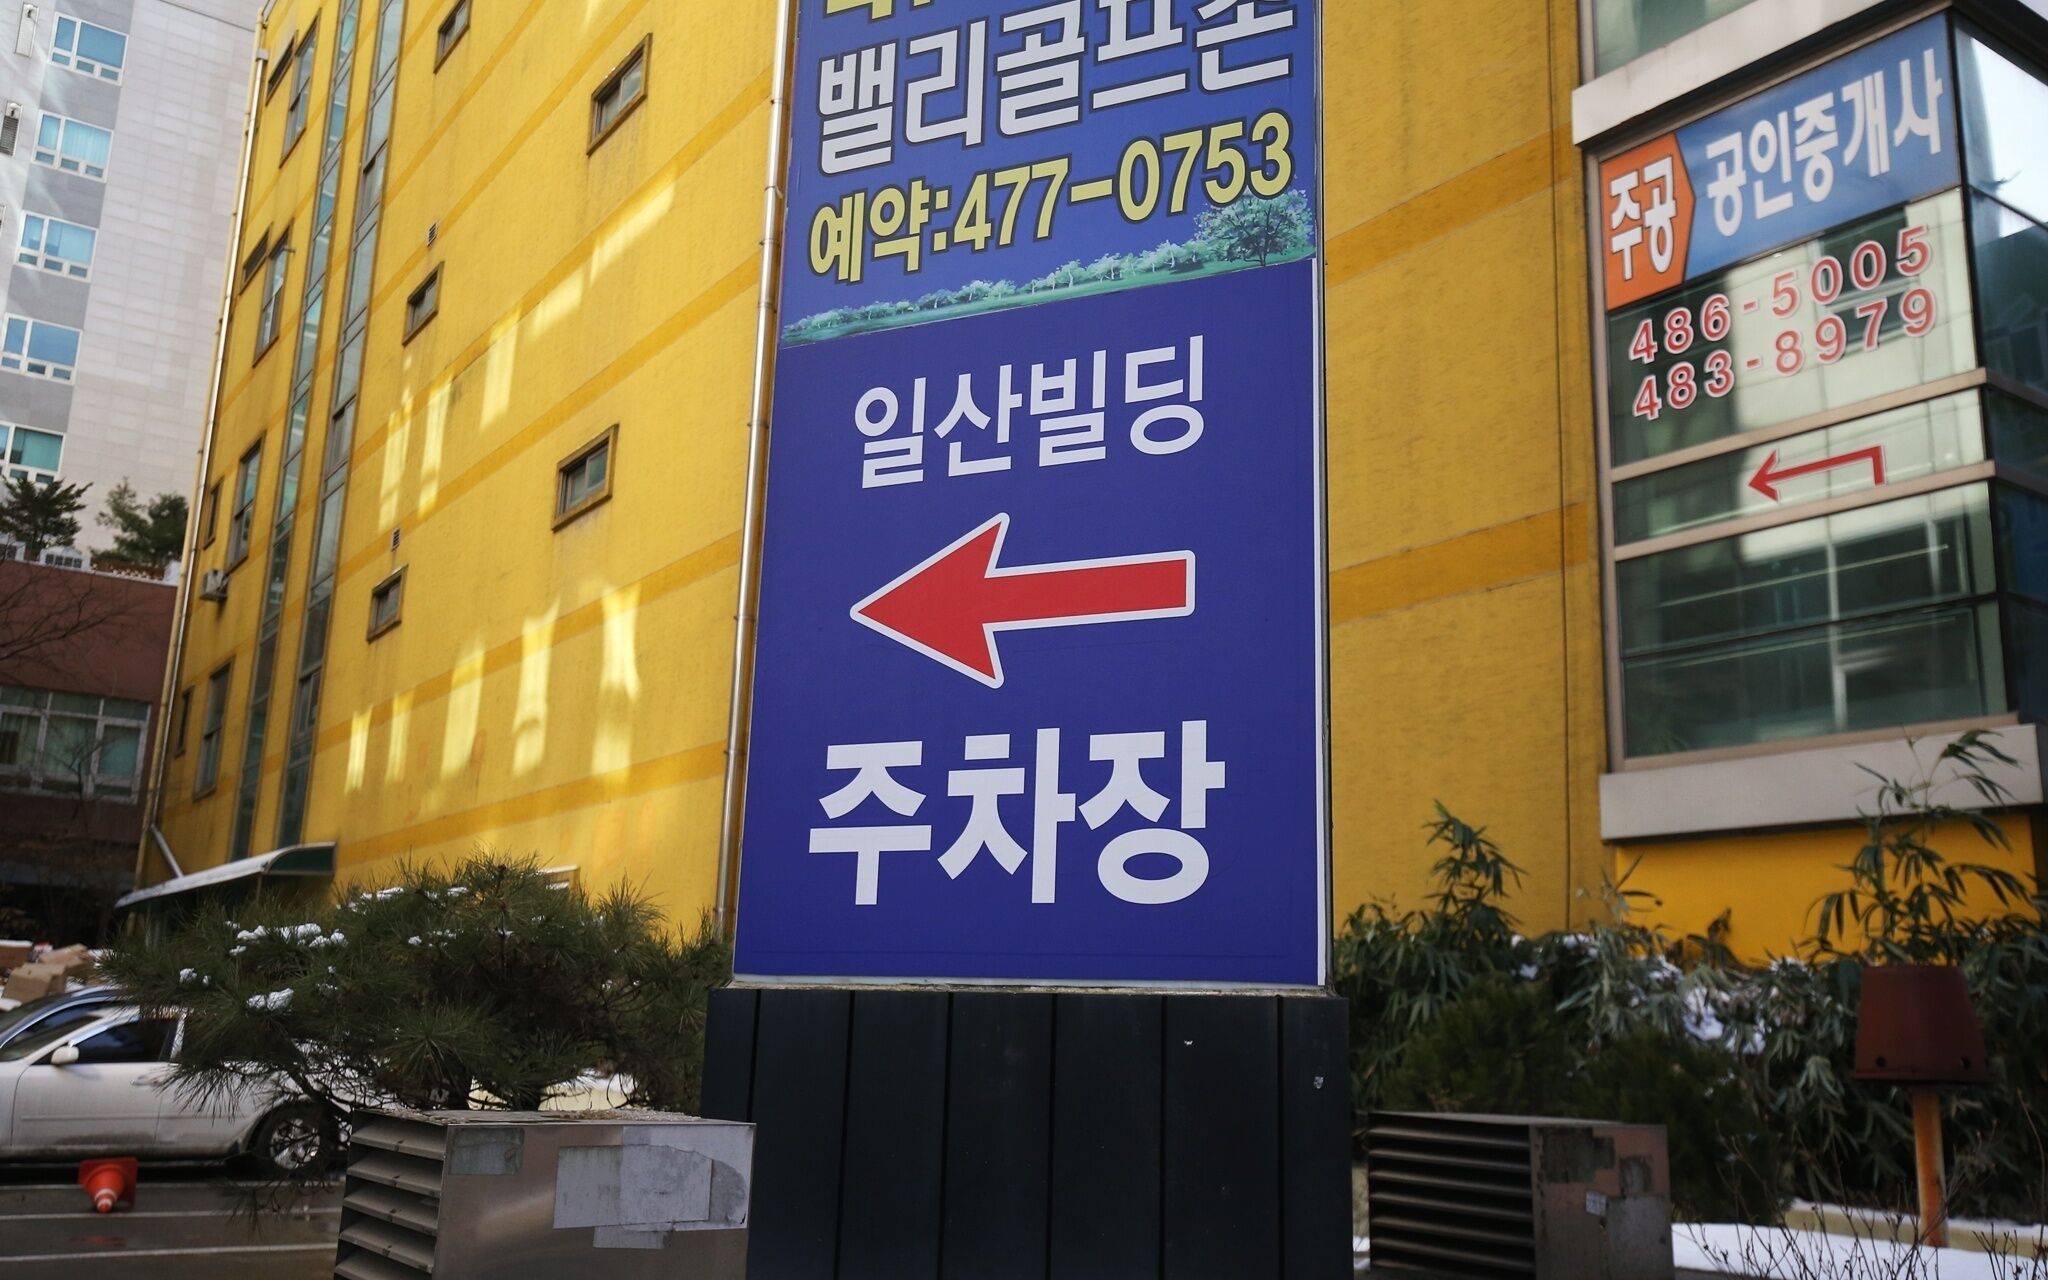 밸리골프존
예약:477-0753
일산빌딩
주차장
주공 공인중개사
486-5005
483-8979